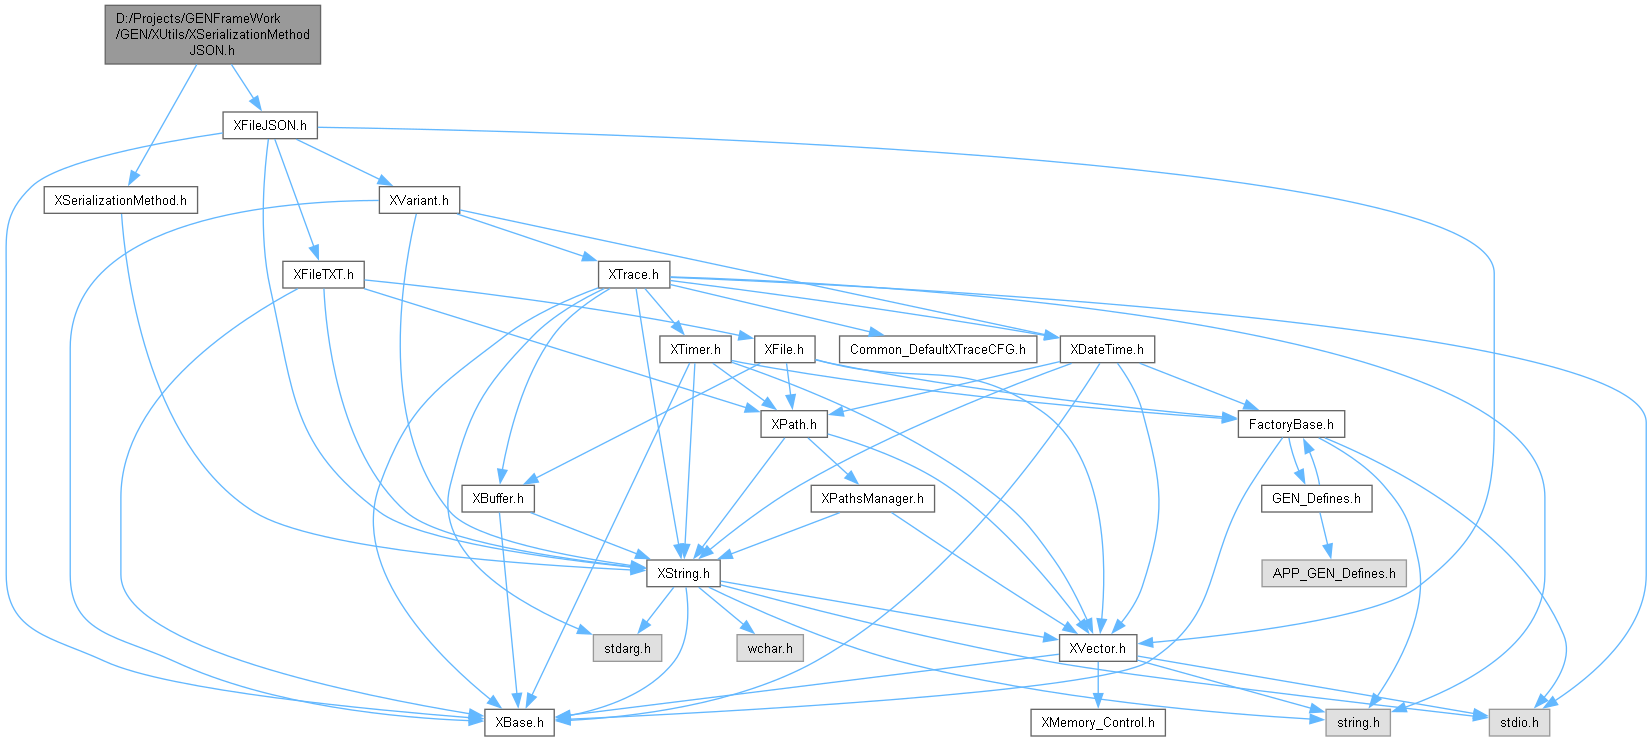 D:/Projects/GENFrameWork
/GEN/XUtils/XSerializationMethod
JSON.h
XFileJSON.h
XSerializationMethod.h
XVariant.h
XFileTXT.h
XTrace.h
XTimer.h
XFile.h
Common_DefaultXTraceCFG.h
XDateTime.h
XPath.h
FactoryBase.h
XBuffer.h
XPathsManager.h
GEN_Defines.h
XString.h
APP_GEN_Defines.h
stdarg.h
wchar.h
XVector.h
XBase.h
XMemory_Control.h
string.h
stdio.h